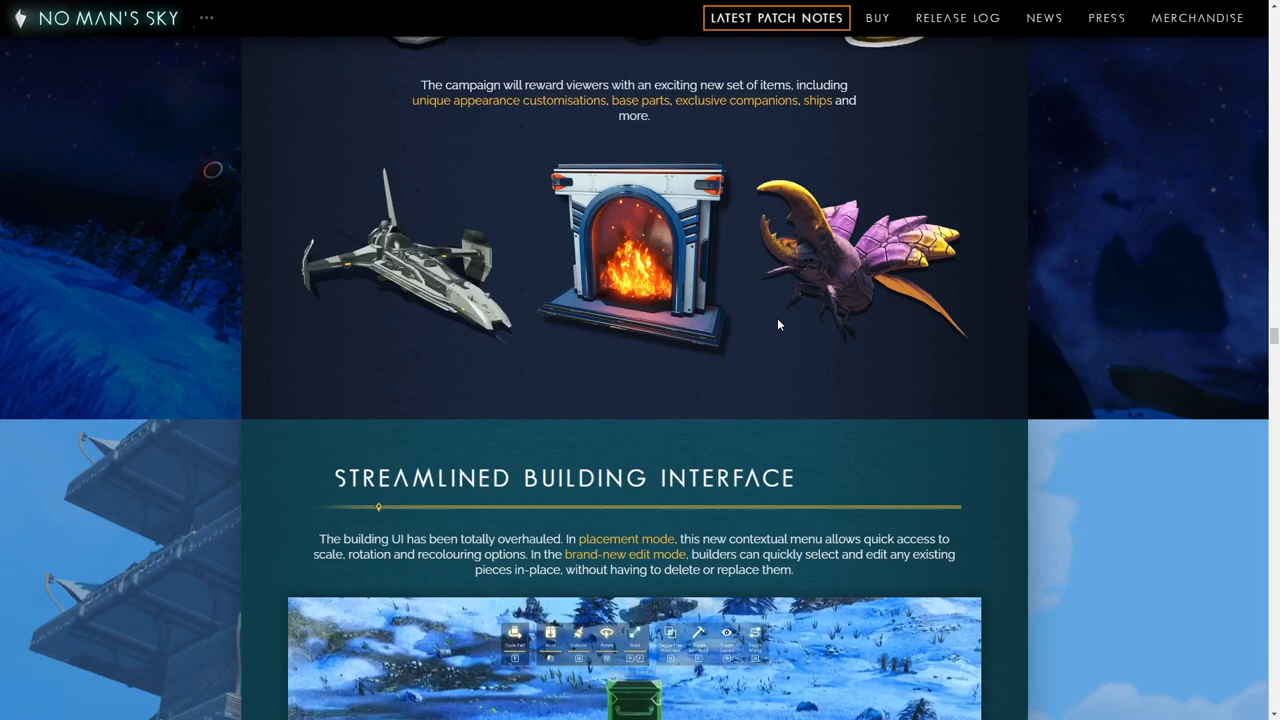 NO MAN'S SKY
LATEST PATCH NOTES BUY RELEASE LOG NEWS PRESS MERCHANDISE
The campaign will reward viewers with an exciting new set of items, including
unique appearance customisations, base parts, exclusive companions, ships and
more.
STREAMLINED BUILDING INTERFACE
The building UI has been totally overhauled. In placement mode, this new contextual menu allows quick access to
scale, rotation and recolouring options. In the brand-new edit mode, builders can quickly select and edit any existing
pieces in-place, without having to delete or replace them.